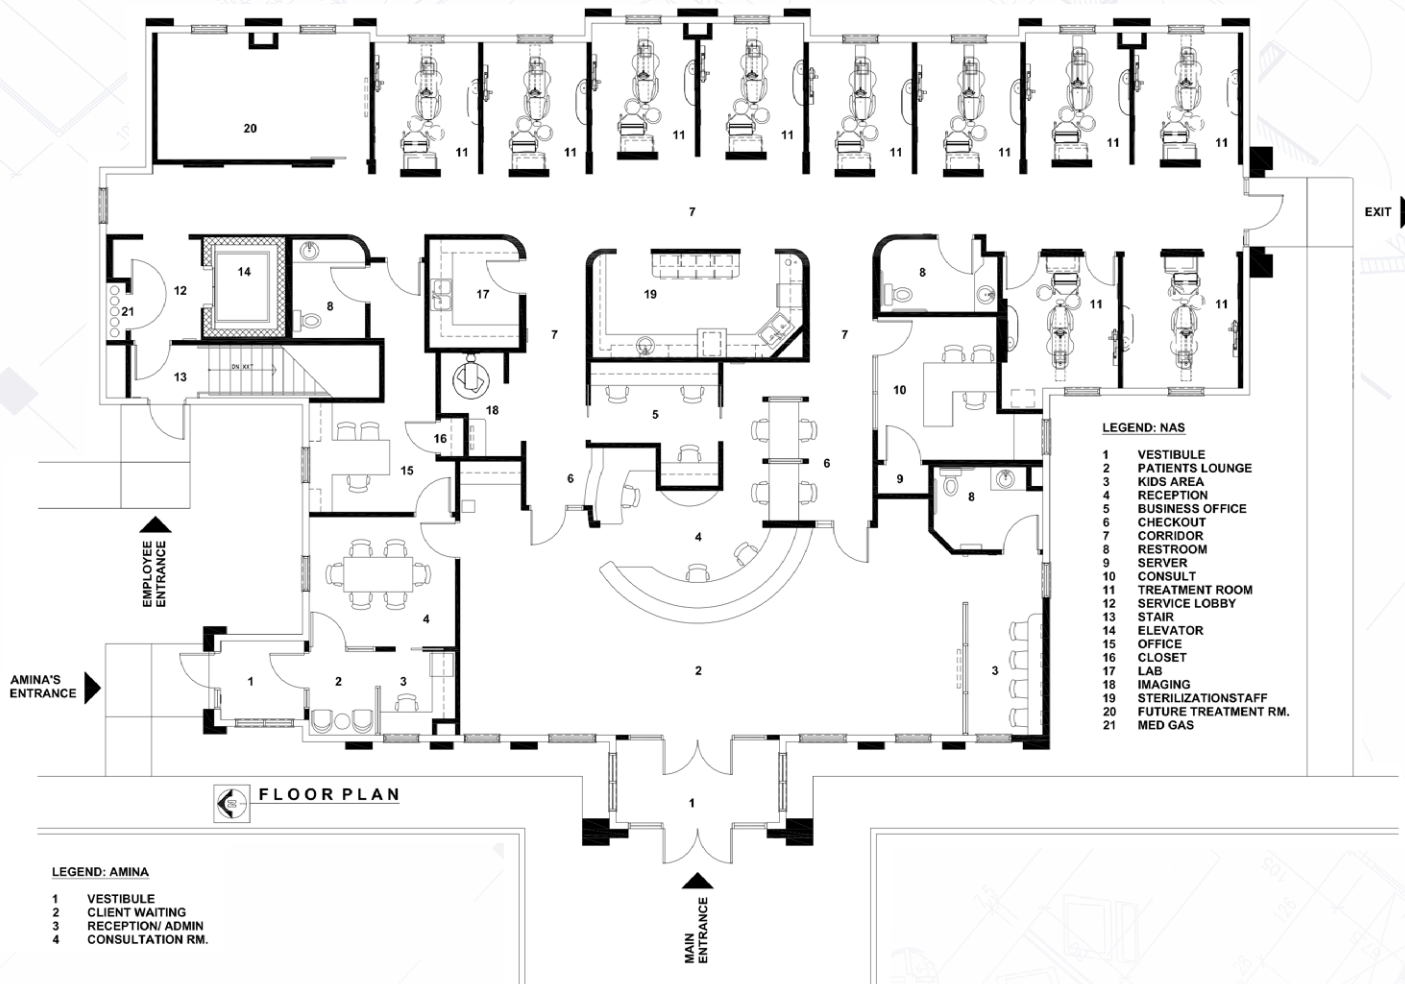 20
11
11
11
11
11
11
11
11
7
EXIT
14
12
21
8
17
19
8
11
11
7
7
13
DN XXT
10
18
5
16
15
6
6
9
8
4
EMPLOYEE
ENTRANCE
4
AMINA'S
ENTRANCE
1
2
3
2
3
1
MAIN
ENTRANCE
LEGEND: NAS
1 VESTIBULE
2 PATIENTS LOUNGE
3 KIDS AREA
4 RECEPTION
5 BUSINESS OFFICE
6 CHECKOUT
7 CORRIDOR
8 RESTROOM
9 SERVER
10 CONSULT
11 TREATMENT ROOM
12 SERVICE LOBBY
13 STAIR
14 ELEVATOR
15 OFFICE
16 CLOSET
17 LAB
18 IMAGING
19 STERILIZATIONSTAFF
20 FUTURE TREATMENT RM.
21 MED GAS
FLOOR PLAN
LEGEND: AMINA
1 VESTIBULE
2 CLIENT WAITING
3 RECEPTION/ ADMIN
4 CONSULTATION RM.